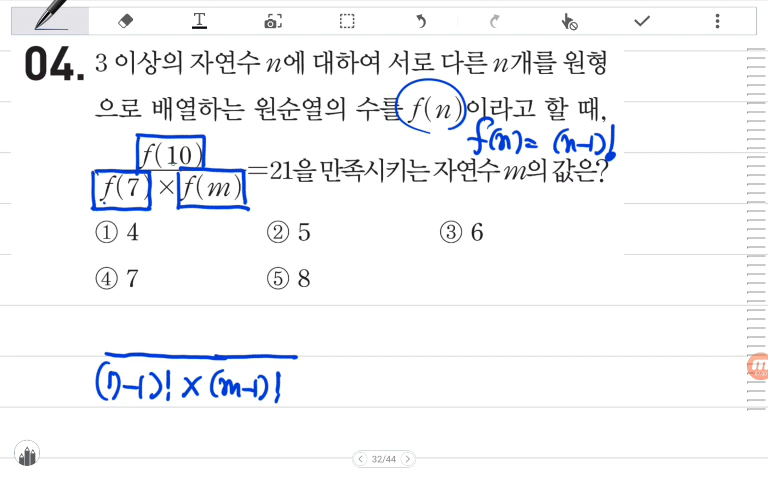 T
04. 3 이상의 자연수 n에 대하여 서로 다른 n개를 원형
으로 배열하는 원순열의 수를 f(n)이라고 할 때,
f(n) = (n-1)!
f(10)
f(7) × f(m) =21을 만족시키는 자연수 m의 값은?
① 4 ② 5 ③ 6
④ 7 ⑤ 8
(7-1)! × (m-1)!
32/44